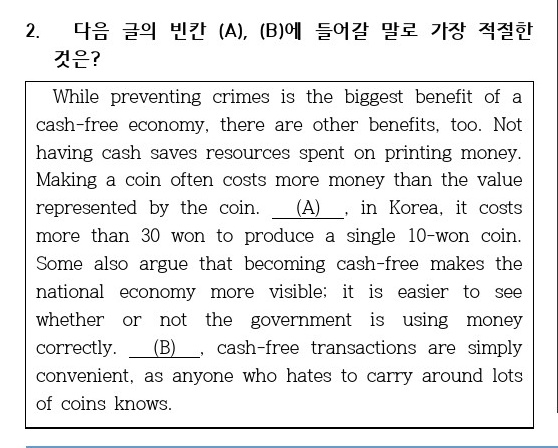 2. 다음 글의 빈칸 (A), (B)에 들어갈 말로 가장 적절한
것은?
While preventing crimes is the biggest benefit of a
cash-free economy, there are other benefits, too. Not
having cash saves resources spent on printing money.
Making a coin often costs more money than the value
represented by the coin. (A) , in Korea, it costs
more than 30 won to produce a single 10-won coin.
Some also argue that becoming cash-free makes the
national economy more visible; it is easier to see
whether or not the government is using money
correctly. (B) , cash-free transactions are simply
convenient, as anyone who hates to carry around lots
of coins knows.